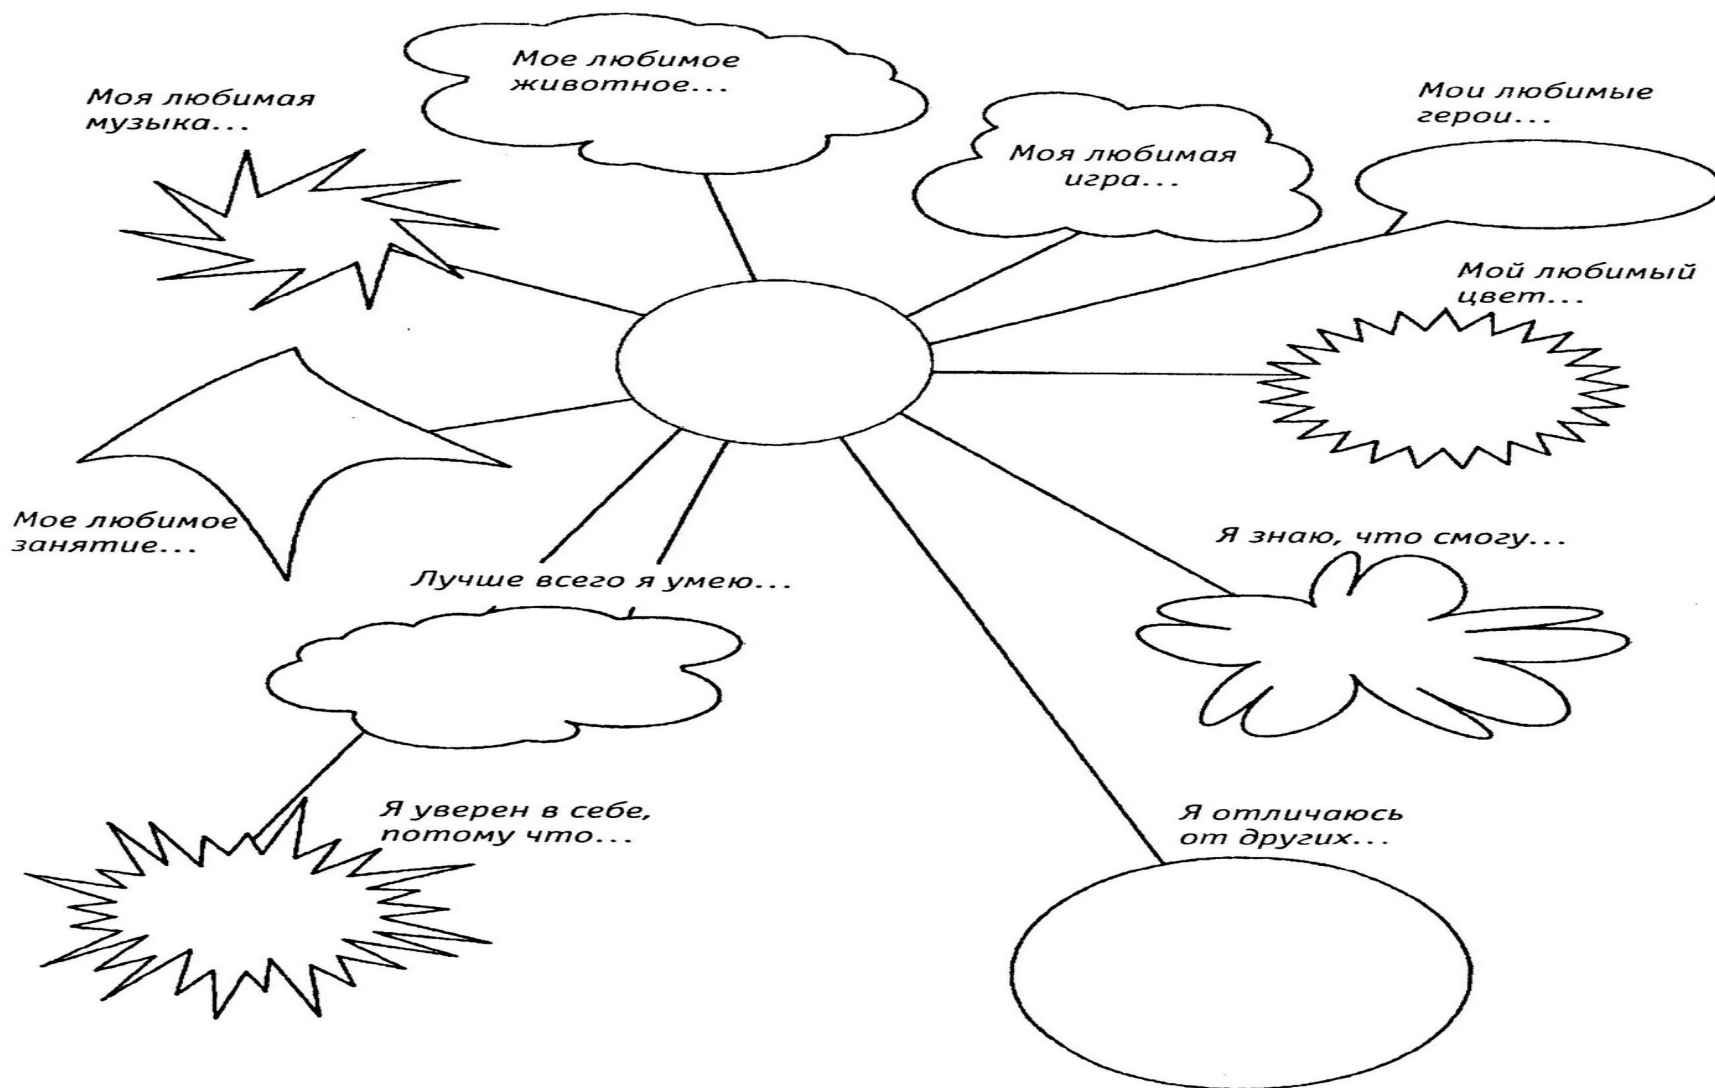 Мое любимое
животное...
Моя любимая
музыка...
Мои любимые
герои...
Моя любимая
игра...
Мой любимый
цвет...
Мое любимое
занятие...
Я знаю, что смогу...
Лучше всего я умею...
Я уверен в себе,
потому что...
Я отличаюсь
от других...